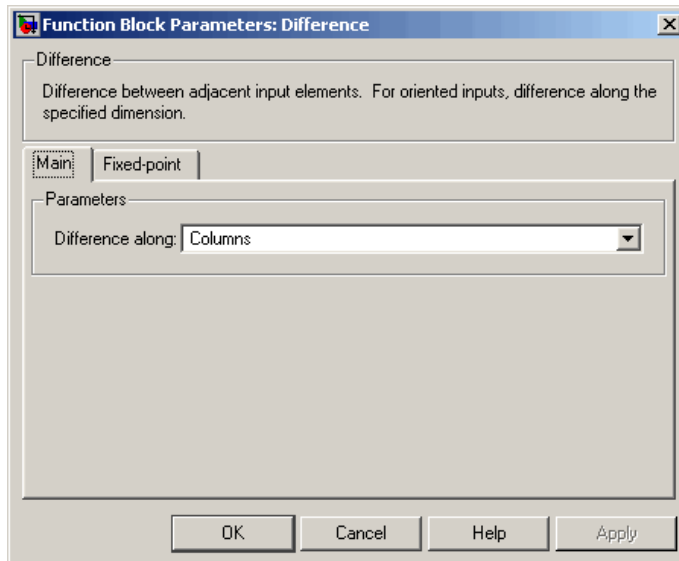 Function Block Parameters: Difference
Difference
Difference between adjacent input elements.  For oriented inputs, difference along the
specified dimension.
Main
Fixed-point
Parameters
Difference along: Columns
OK
Cancel
Help
Apply